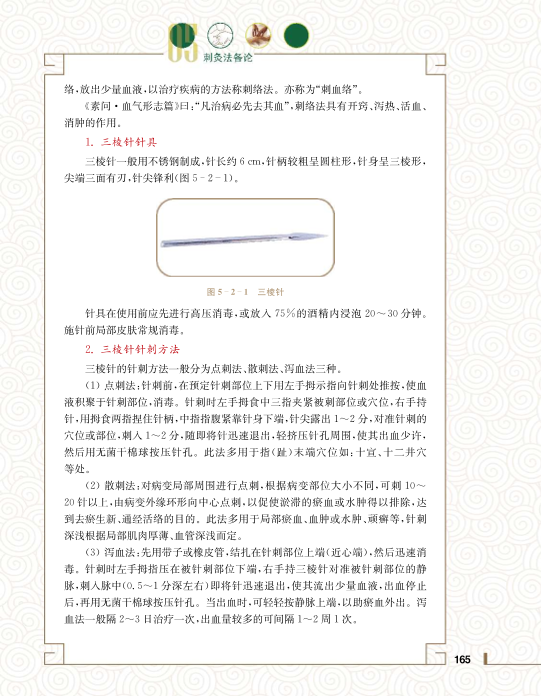 05
刺灸法备论
络,放出少量血液,以治疗疾病的方法称刺络法。亦称为“刺血络”。
《素问·血气形志篇》曰:“凡治病必先去其血”,刺络法具有开窍、泻热、活血、
消肿的作用。
1. 三棱针针具
三棱针一般用不锈钢制成,针长约 6 cm,针柄较粗呈圆柱形,针身呈三棱形,
尖端三面有刃,针尖锋利(图 5-2-1)。
图 5-2-1 三棱针
针具在使用前应先进行高压消毒,或放入 75%的酒精内浸泡 20~30 分钟。
施针前局部皮肤常规消毒。
2. 三棱针针刺方法
三棱针的针刺方法一般分为点刺法、散刺法、泻血法三种。
(1) 点刺法:针刺前,在预定针刺部位上下用左手拇示指向针刺处推按,使血
液积聚于针刺部位,消毒。针刺时左手拇食中三指夹紧被刺部位或穴位,右手持
针,用拇食两指捏住针柄,中指指腹紧靠针身下端,针尖露出 1~2 分,对准针刺的
穴位或部位,刺入 1~2 分,随即将针迅速退出,轻挤压针孔周围,使其出血少许,
然后用无菌干棉球按压针孔。此法多用于指(趾)末端穴位如:十宣、十二井穴
等处。
(2) 散刺法:对病变局部周围进行点刺,根据病变部位大小不同,可刺 10~
20 针以上,由病变外缘环形向中心点刺,以促使淤滞的瘀血或水肿得以排除,达
到去瘀生新、通经活络的目的。此法多用于局部瘀血、血肿或水肿、顽癣等,针刺
深浅根据局部肌肉厚薄、血管深浅而定。
(3) 泻血法:先用带子或橡皮管,结扎在针刺部位上端(近心端),然后迅速消
毒。针刺时左手拇指压在被针刺部位下端,右手持三棱针对准被针刺部位的静
脉,刺入脉中(0.5~1 分深左右)即将针迅速退出,使其流出少量血液,出血停止
后,再用无菌干棉球按压针孔。当出血时,可轻轻按静脉上端,以助瘀血外出。泻
血法一般隔 2~3 日治疗一次,出血量较多的可间隔 1~2 周 1 次。
165